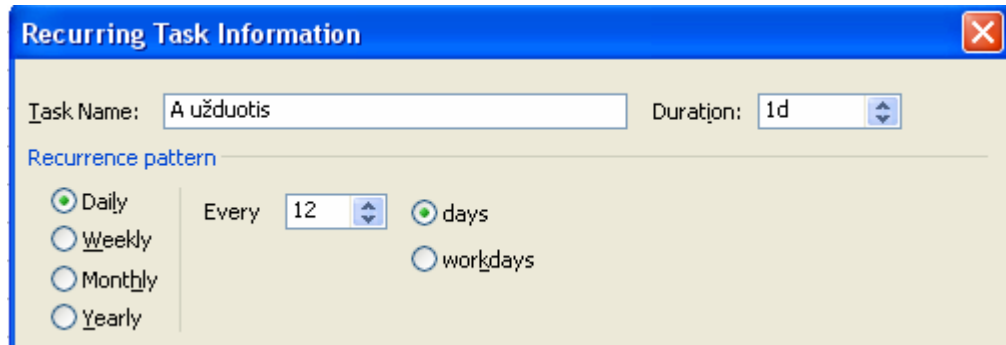 Recurring Task Information
Task Name: A užduotis Duration: 1d
Recurrence pattern
Daily Every 12 days
Weekly
workdays
Monthly
Yearly